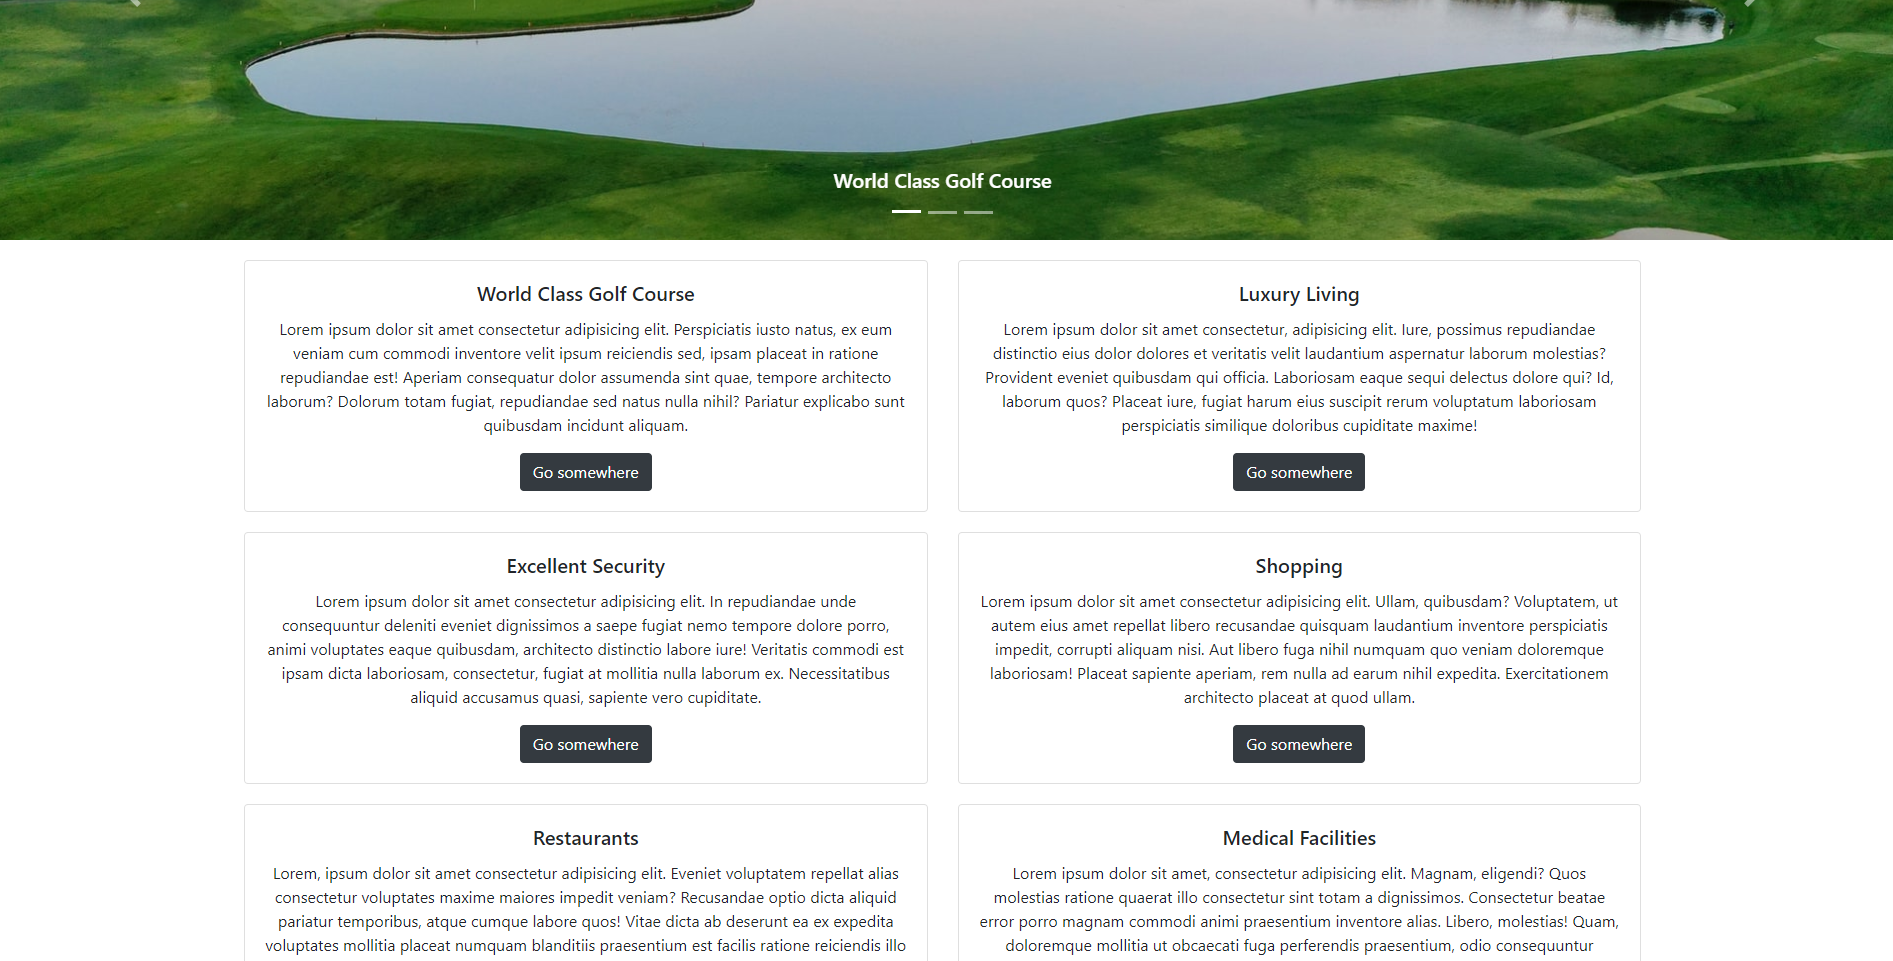 World Class Golf Course
World Class Golf Course
Lorem ipsum dolor sit amet consectetur adipisicing elit. Perspiciatis iusto natus, ex eum
veniam cum commodi inventore velit ipsum reiciendis sed, ipsam placeat in ratione
repudiandae est! Aperiam consequatur dolor assumenda sint quae, tempore architecto
laborum? Dolorum totam fugiat, repudiandae sed natus nulla nihil? Pariatur explicabo sunt
quibusdam incidunt aliquam.
Go somewhere
Luxury Living
Lorem ipsum dolor sit amet consectetur, adipisicing elit. Iure, possimus repudiandae
distinctio eius dolor dolores et veritatis velit laudantium aspernatur laborum molestias?
Provident eveniet quibusdam qui officia. Laboriosam eaque sequi delectus dolore qui? Id,
laborum quos? Placeat iure, fugiat harum eius suscipit rerum voluptatum laboriosam
perspiciatis similique doloribus cupiditate maxime!
Go somewhere
Excellent Security
Lorem ipsum dolor sit amet consectetur adipisicing elit. In repudiandae unde
consequuntur deleniti eveniet dignissimos a saepe fugiat nemo tempore dolore porro,
animi voluptates eaque quibusdam, architecto distinctio labore iure! Veritatis commodi est
ipsam dicta laboriosam, consectetur, fugiat at mollitia nulla laborum ex. Necessitatibus
aliquid accusamus quasi, sapiente vero cupiditate.
Go somewhere
Shopping
Lorem ipsum dolor sit amet consectetur adipisicing elit. Ullam, quibusdam? Voluptatem, ut
autem eius amet repellat libero recusandae quisquam laudantium inventore perspiciatis
impedit, corrupti aliquam nisi. Aut libero fuga nihil numquam quo veniam doloremque
laboriosam! Placeat sapiente aperiam, rem nulla ad earum nihil expedita. Exercitationem
architecto placeat at quod ullam.
Go somewhere
Restaurants
Lorem, ipsum dolor sit amet consectetur adipisicing elit. Eveniet voluptatem repellat alias
consectetur voluptates maxime maiores impedit veniam? Recusandae optio dicta aliquid
pariatur temporibus, atque cumque labore quos! Vitae dicta ab deserunt ea ex expedita
voluptates mollitia placeat numquam blanditiis praesentium est facilis ratione reiciendis illo
Medical Facilities
Lorem ipsum dolor sit amet, consectetur adipisicing elit. Magnam, eligendi? Quos
molestias ratione quaerat illo consectetur sint totam a dignissimos. Consectetur beatae
error porro magnam commodi animi praesentium inventore alias. Libero, molestias! Quam,
doloremque mollitia ut obcaecati fuga perferendis praesentium, odio consequuntur